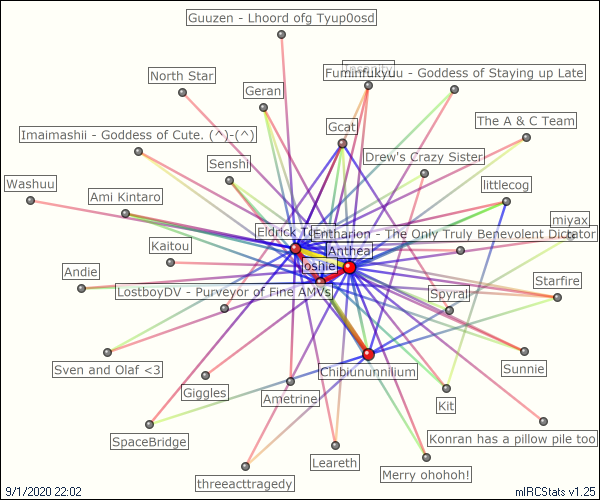 Guuzen - Lhoord ofg Tyup0osd
Fuminfukyuu - Goddess of Staying up Late
North Star
Geran
The A & C Team
Gcat
Imaimashii - Goddess of Cute. (^)-(^)
Drew's Crazy Sister
Senshi
Washuu
littlecog
Ami Kintaro
miyax
Eldrick
Entharion - The Only Truly Benevolent Dictator
Kaitou
Anthea
oshie
Andie
Starfire
LostboyDV - Purveyor of Fine AMVs
Spyral
Sven and Olaf <3
Chibiununnilium
Sunnie
Giggles
Ametrine
Kit
SpaceBridge
Konran has a pillow pile too
Leareth
Merry ohohoh!
threeacttragedy
9/1/2020 22:02
mIRCStats v1.25